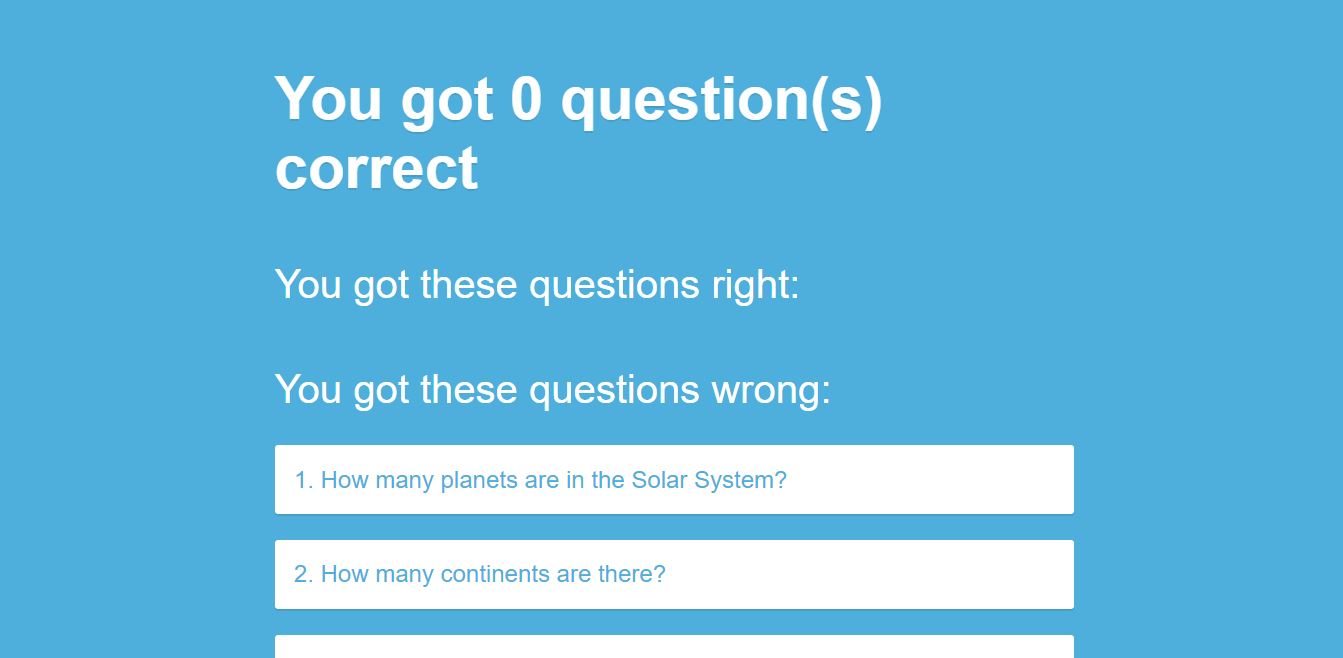 You got 0 question(s)
correct
You got these questions right:
You got these questions wrong:
1. How many planets are in the Solar System?
2. How many continents are there?